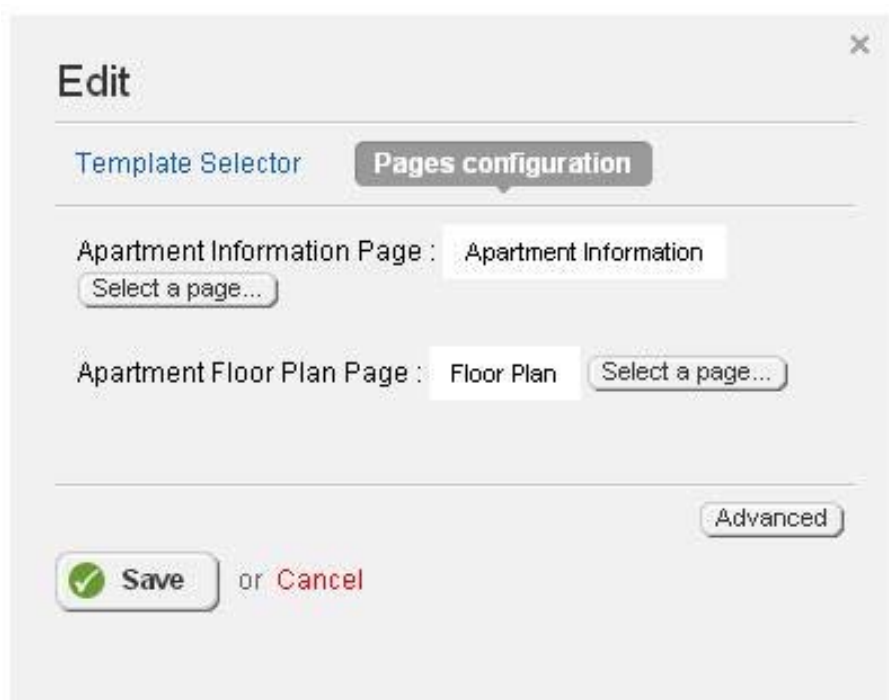 Edit
Template Selector Pages configuration
Apartment Information Page : Apartment Information
Select a page...
Apartment Floor Plan Page : Floor Plan Select a page...
Advanced
Save or Cancel